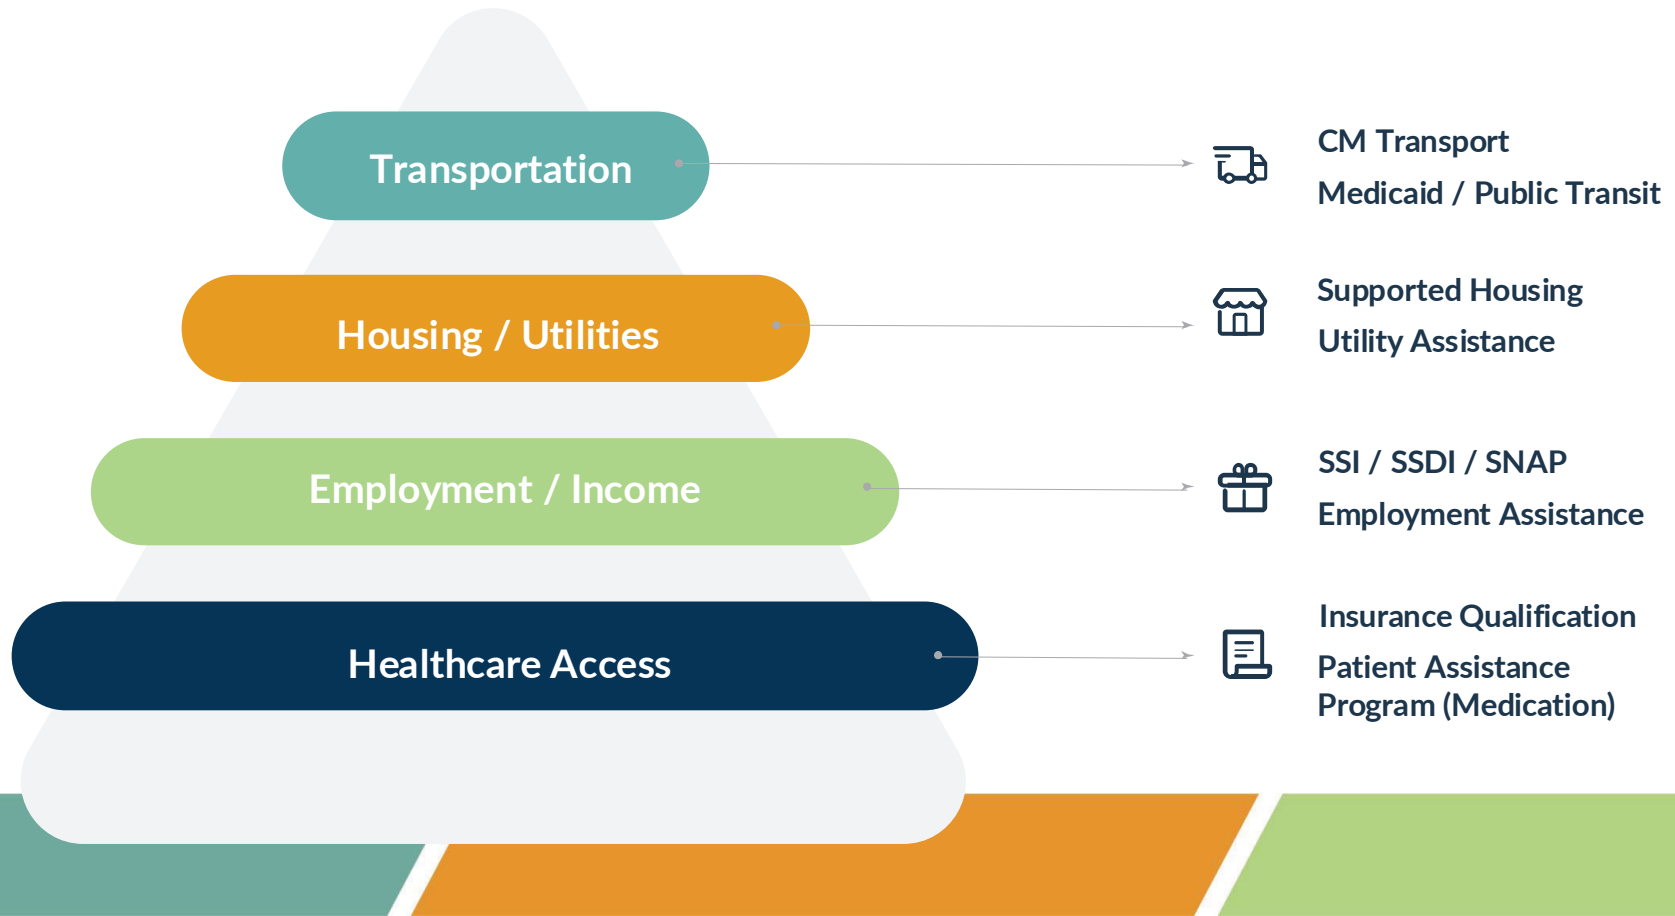 Transportation
CM Transport
Medicaid / Public Transit
Housing / Utilities
Supported Housing
Utility Assistance
Employment / Income
SSI / SSDI / SNAP
Employment Assistance
Healthcare Access
Insurance Qualification
Patient Assistance
Program (Medication)